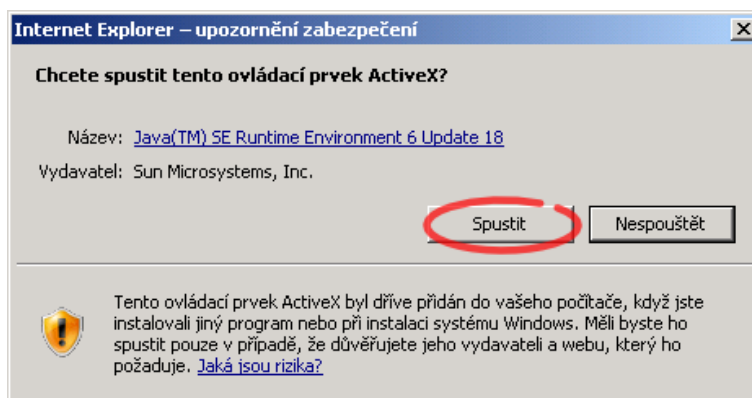 Internet Explorer – upozornění zabezpečení
Chcete spustit tento ovládací prvek ActiveX?
Název: Java(TM) SE Runtime Environment 6 Update 18
Vydavatel: Sun Microsystems, Inc.
Spustit Nespouštět
Tento ovládací prvek ActiveX byl dříve přidán do vašeho počítače, když jste
instalovali jiný program nebo při instalaci systému Windows. Měli byste ho
spustit pouze v případě, že důvěřujete jeho vydavateli a webu, který ho
požaduje. Jaká jsou rizika?